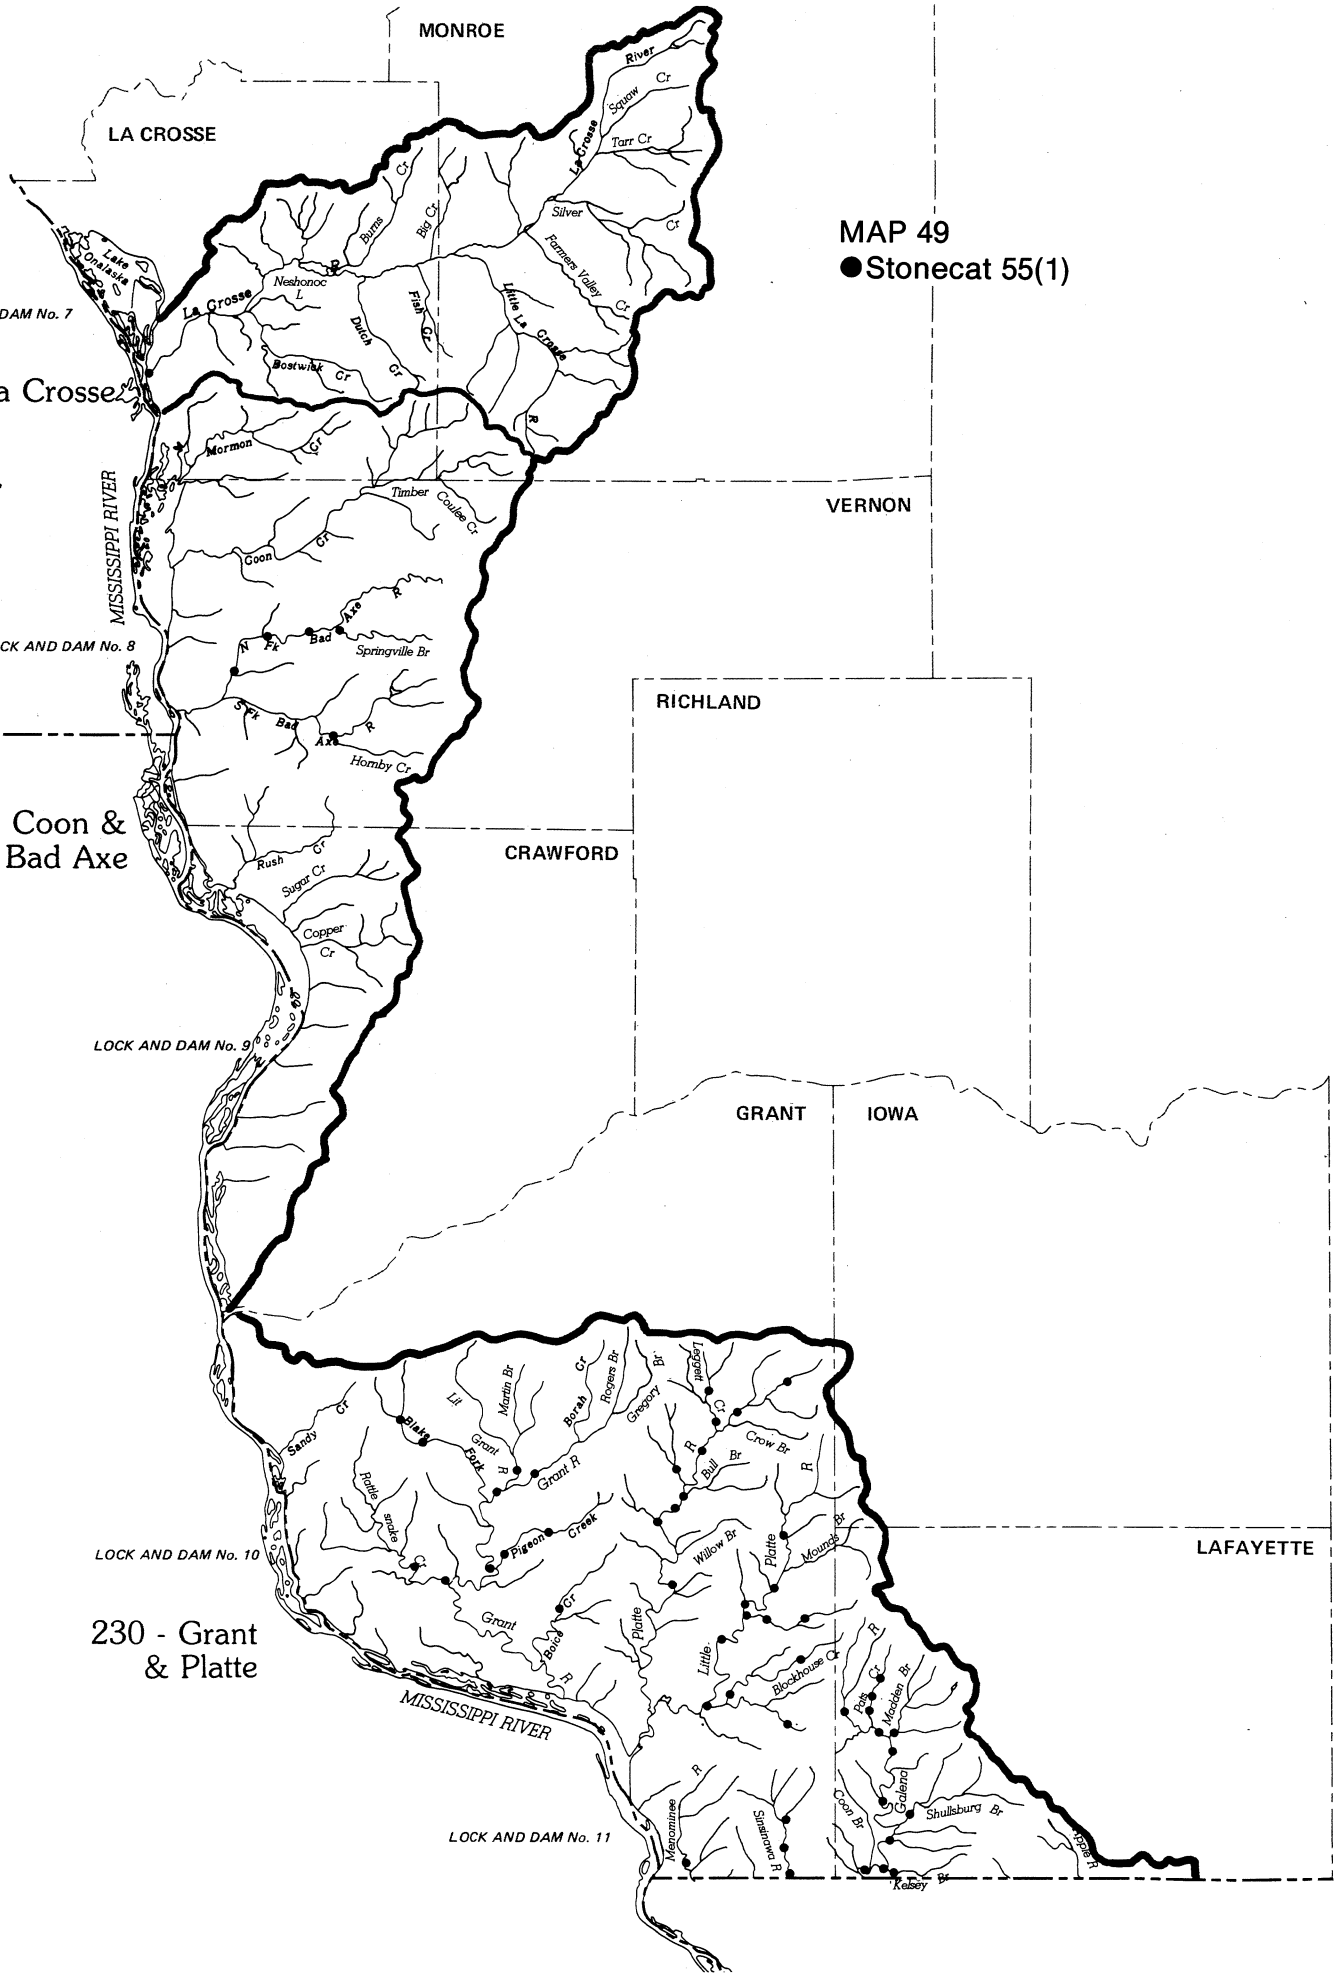 MONROE
LA CROSSE
River
Squaw Cr
La Crosse
Tarr Cr
Burns Cr
Big Cr
Silver
Cr
Farmers Valley Cr
MAP 49
●Stonecat 55(1)
Lake Onalaska
Neshonoc L
R
La Crosse
Fish Cr
Little La Crosse
R
DAM No. 7
Dutch Cr
Bostwick Cr
a Crosse
Mormon Cr
MISSISSIPPI RIVER
Timber Coulee Cr
VERNON
Coon Cr
N Fk Bad Axe R
Springville Br
CK AND DAM No. 8
RICHLAND
S Fk Bad Axe R
Hornby Cr
Coon &
Bad Axe
CRAWFORD
Rush Cr
Sugar Cr
Copper Cr
LOCK AND DAM No. 9
GRANT
IOWA
Sandy Cr
Blake Fork
Lit Grant R
Martin Br
Borah Cr
Rogers Br
Gregory Br
Leggett Cr
Crow Br
R
Bull Br
R
Grant R
Rattle snake Cr
Pigeon Creek
Willow Br
Platte
Mounds Br
LAFAYETTE
LOCK AND DAM No. 10
230 - Grant
& Platte
Grant
R
Boice Cr
Platte
Little
Blockhouse Cr
R
Pats Cr
Madden Br
MISSISSIPPI RIVER
R
Menominee
Sinsinawa R
Coon Br
Galena
Shullsburg Br
pple R
LOCK AND DAM No. 11
Kelsey Br